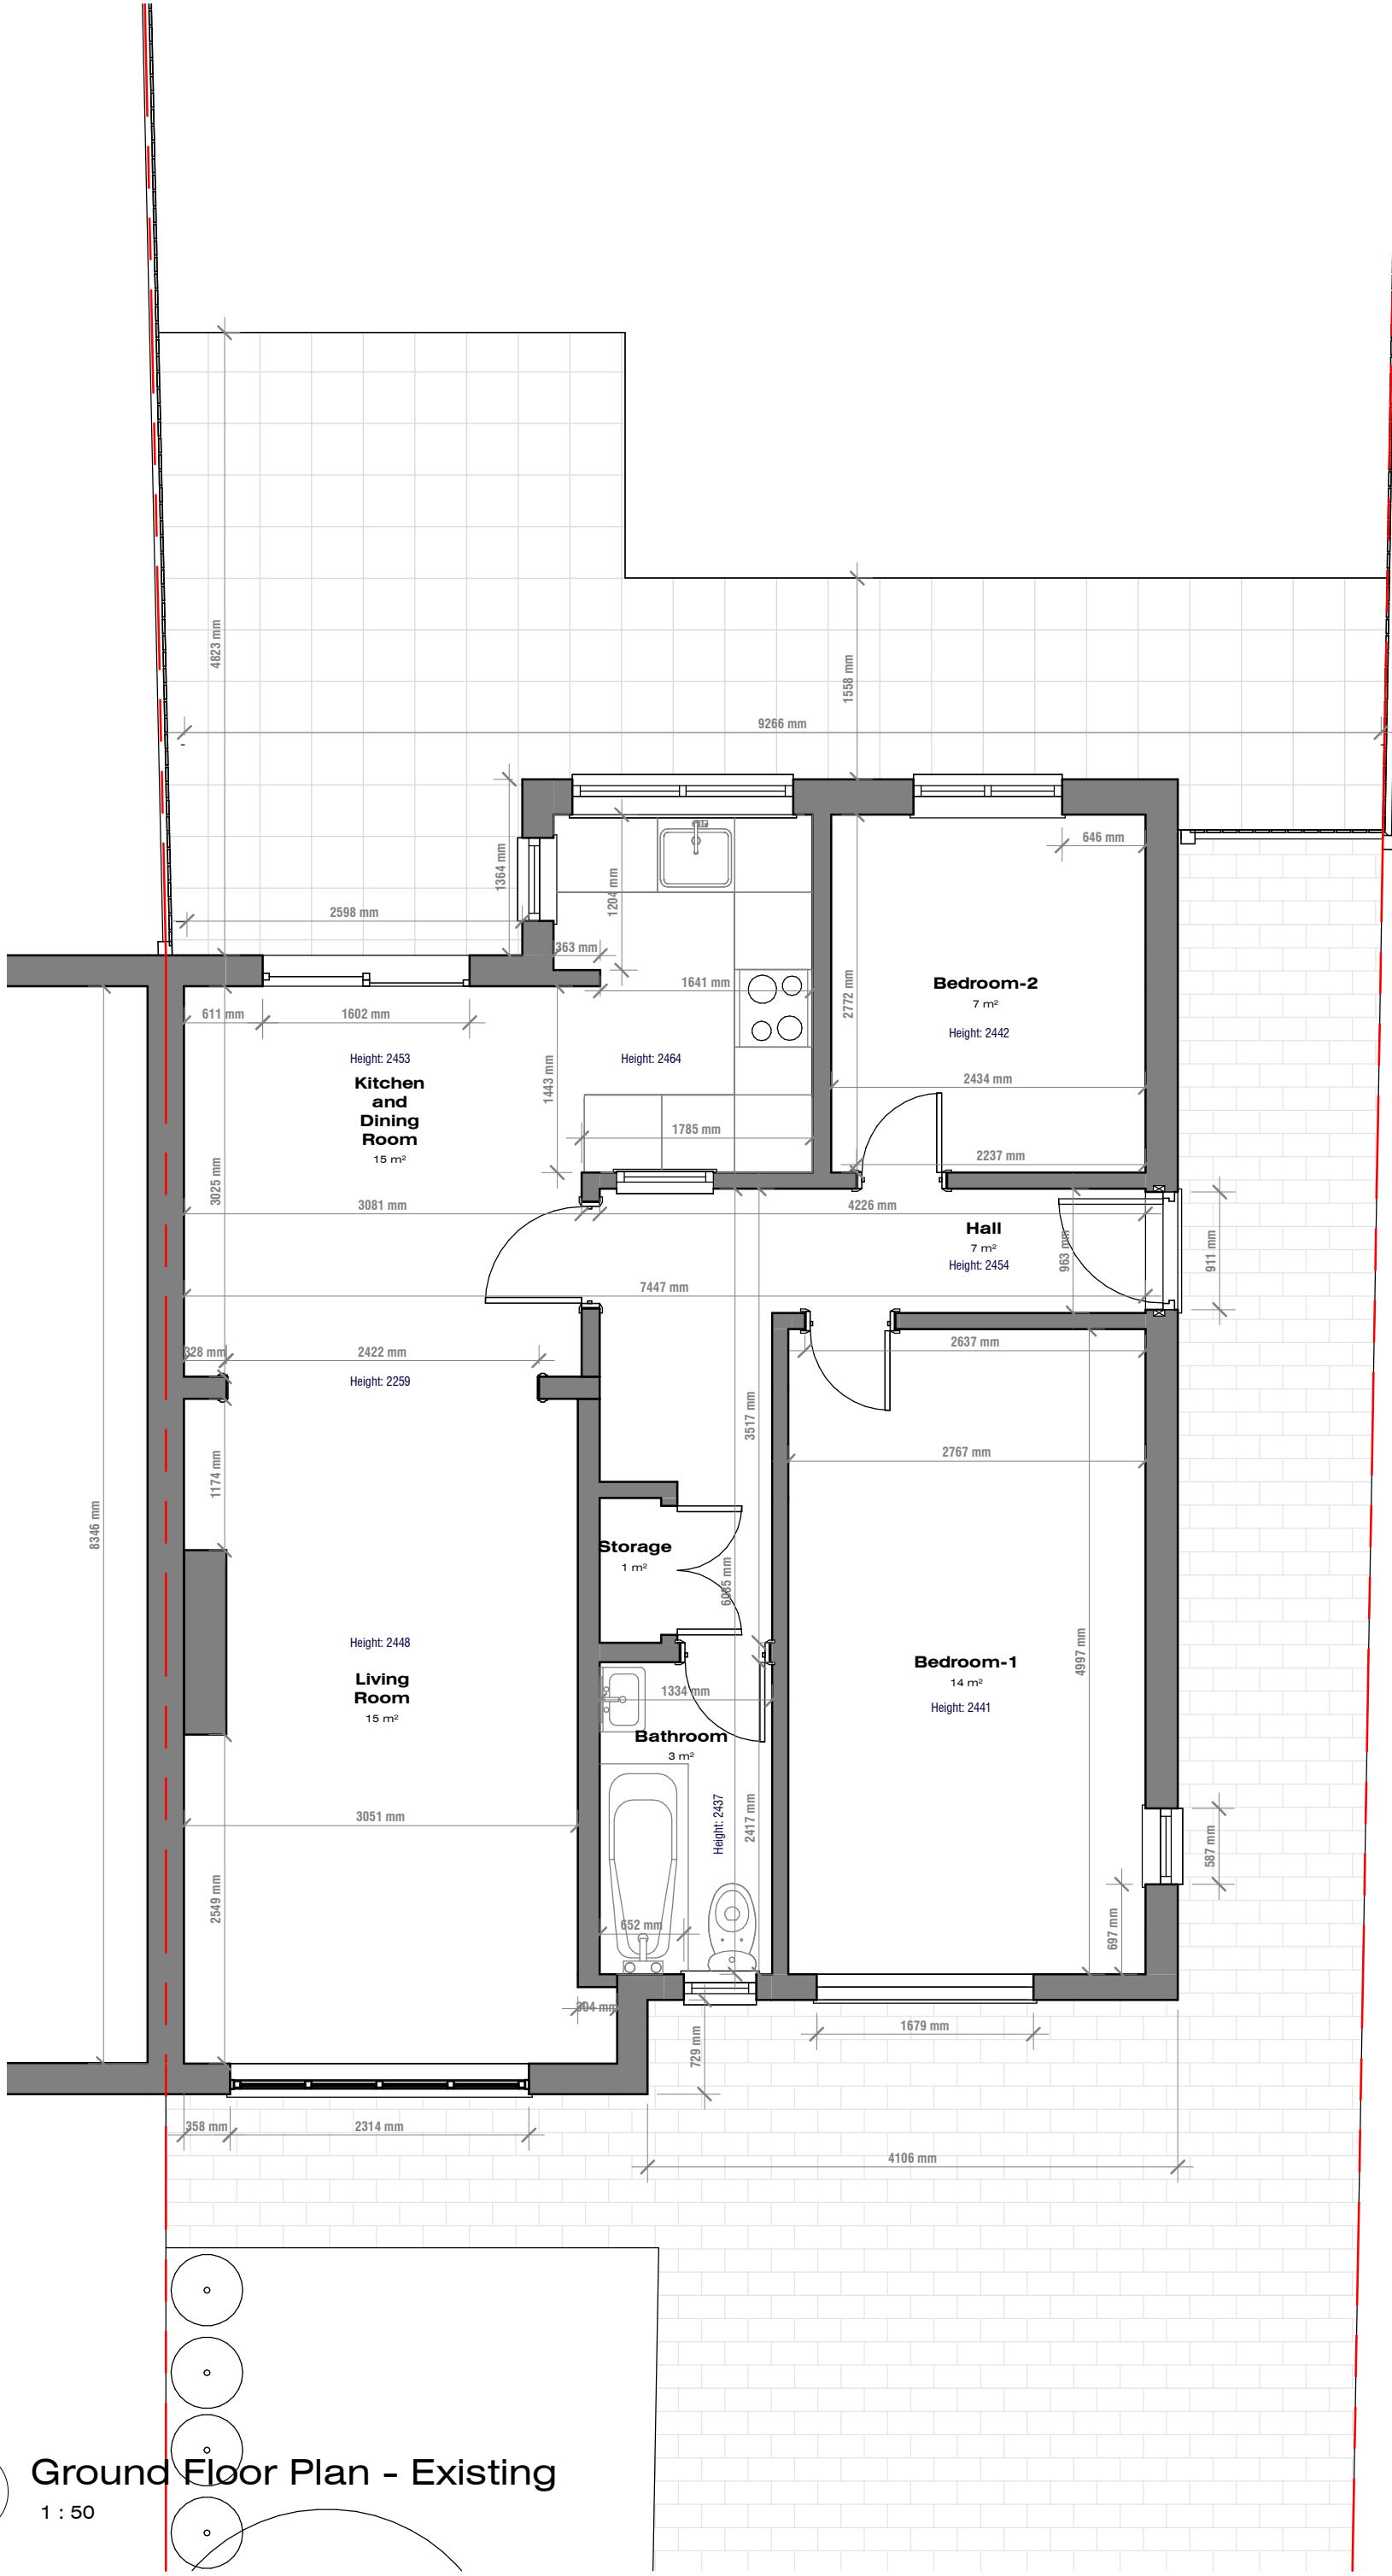 4823 mm
1558 mm
9266 mm
646 mm
1364 mm
1204 mm
2598 mm
363 mm
1641 mm
2772 mm
Bedroom-2
7 m²
Height: 2442
611 mm
1602 mm
Height: 2453
Height: 2464
Kitchen
and
Dining
Room
15 m²
1443 mm
2434 mm
1785 mm
2237 mm
3025 mm
3081 mm
4226 mm
Hall
7 m²
Height: 2454
963 mm
911 mm
7447 mm
328 mm
2422 mm
Height: 2259
2637 mm
3517 mm
2767 mm
1174 mm
8346 mm
Storage
1 m²
Height: 2448
Living
Room
15 m²
4997 mm
Bedroom-1
14 m²
Height: 2441
1334 mm
Bathroom
3 m²
Height: 2437
2417 mm
3051 mm
587 mm
2549 mm
652 mm
697 mm
304 mm
1679 mm
729 mm
358 mm
2314 mm
4106 mm
Ground Floor Plan - Existing
1 : 50